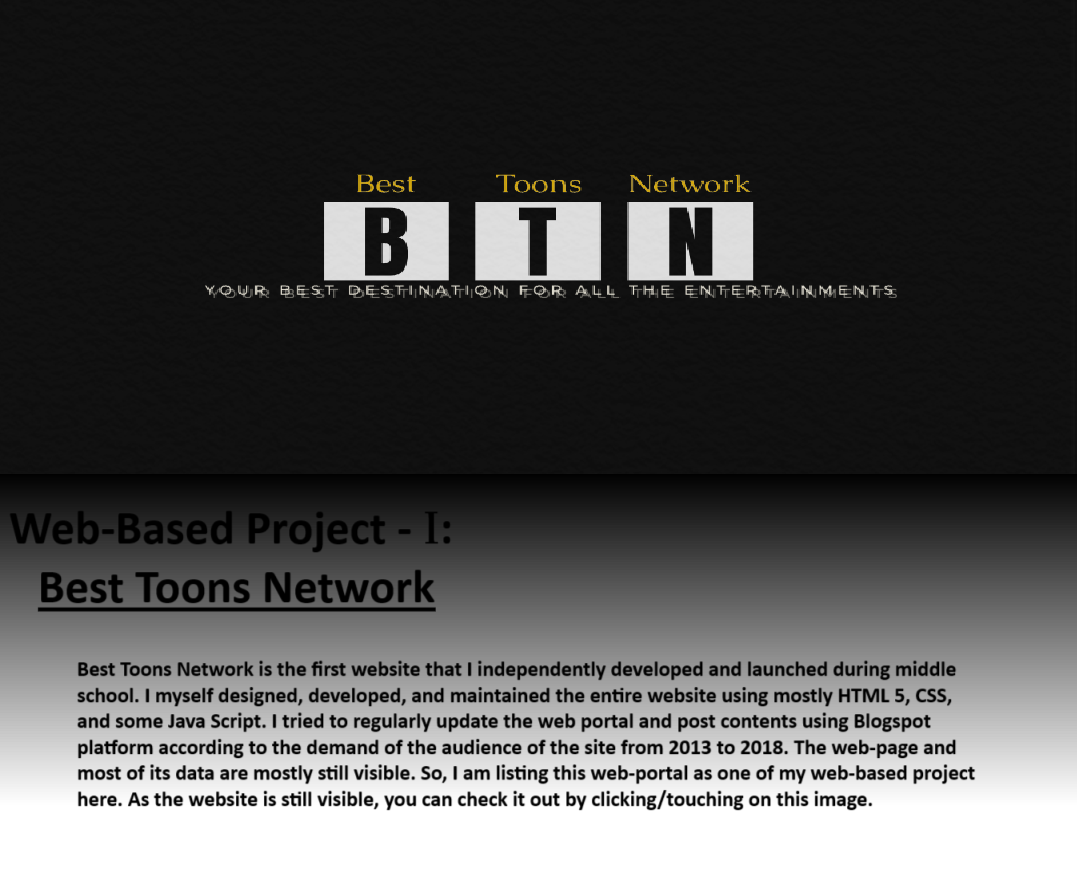 Best Toons Network
B T N
YOUR BEST DESTINATION FOR ALL THE ENTERTAINMENTS
Web-Based Project - I:
Best Toons Network
Best Toons Network is the first website that I independently developed and launched during middle
school. I myself designed, developed, and maintained the entire website using mostly HTML 5, CSS,
and some Java Script. I tried to regularly update the web portal and post contents using Blogspot
platform according to the demand of the audience of the site from 2013 to 2018. The web-page and
most of its data are mostly still visible. So, I am listing this web-portal as one of my web-based project
here. As the website is still visible, you can check it out by clicking/touching on this image.